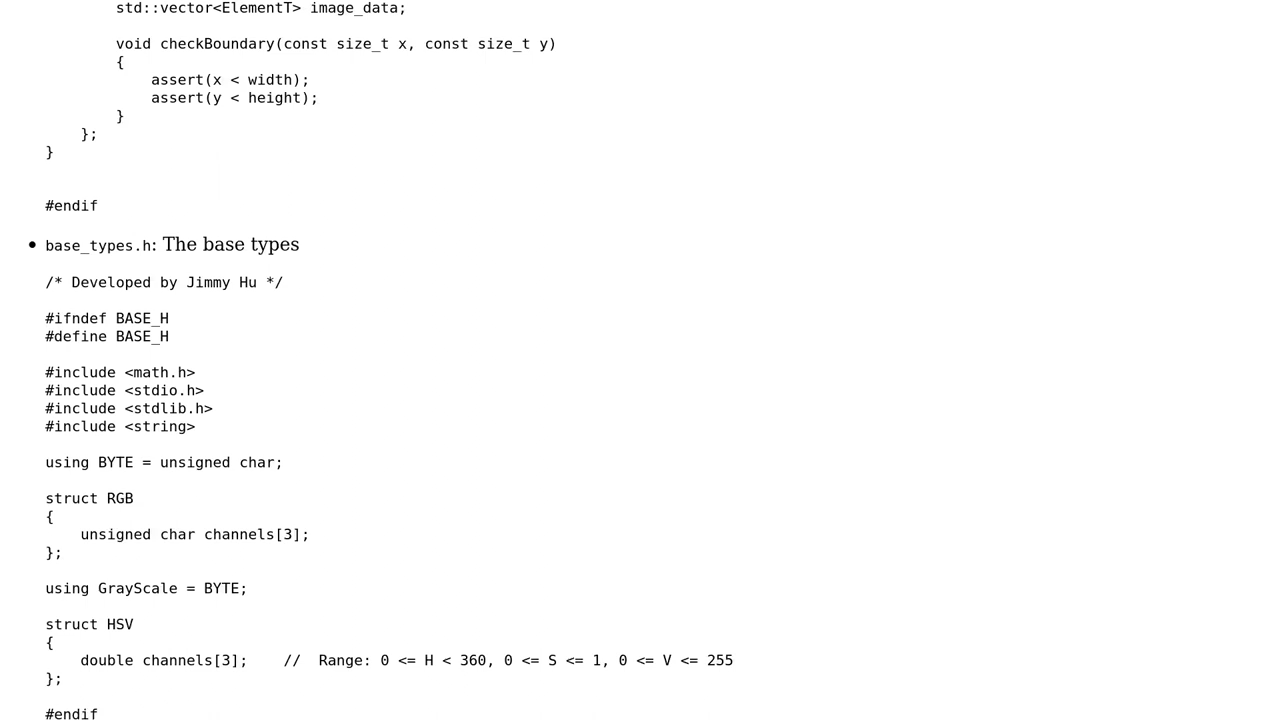 std::vector<ElementT> image_data;

        void checkBoundary(const size_t x, const size_t y)
        {
            assert(x < width);
            assert(y < height);
        }
    };
}


#endif
• base_types.h: The base types
/* Developed by Jimmy Hu */

#ifndef BASE_H
#define BASE_H

#include <math.h>
#include <stdio.h>
#include <stdlib.h>
#include <string>

using BYTE = unsigned char;

struct RGB
{
    unsigned char channels[3];
};

using GrayScale = BYTE;

struct HSV
{
    double channels[3];    //  Range: 0 <= H < 360, 0 <= S <= 1, 0 <= V <= 255
};

#endif